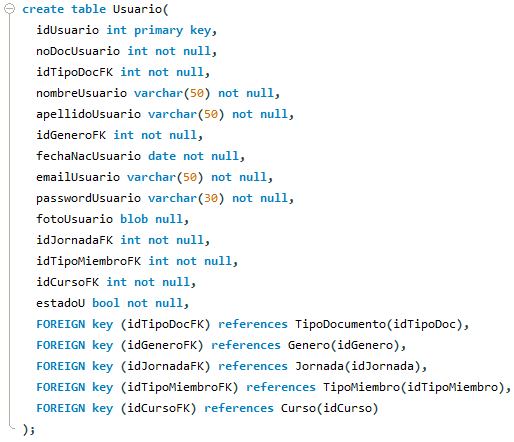 create table Usuario(
idUsuario int primary key,
noDocUsuario int not null,
idTipoDocFK int not null,
nombreUsuario varchar(50) not null,
apellidoUsuario varchar(50) not null,
idGeneroFK int not null,
fechaNacUsuario date not null,
emailUsuario varchar(50) not null,
passwordUsuario varchar(30) not null,
fotoUsuario blob null,
idJornadaFK int not null,
idTipoMiembroFK int not null,
idCursoFK int not null,
estadoU bool not null,
FOREIGN key (idTipoDocFK) references TipoDocumento(idTipoDoc),
FOREIGN key (idGeneroFK) references Genero(idGenero),
FOREIGN key (idJornadaFK) references Jornada(idJornada),
FOREIGN key (idTipoMiembroFK) references TipoMiembro(idTipoMiembro),
FOREIGN key (idCursoFK) references Curso(idCurso)
);